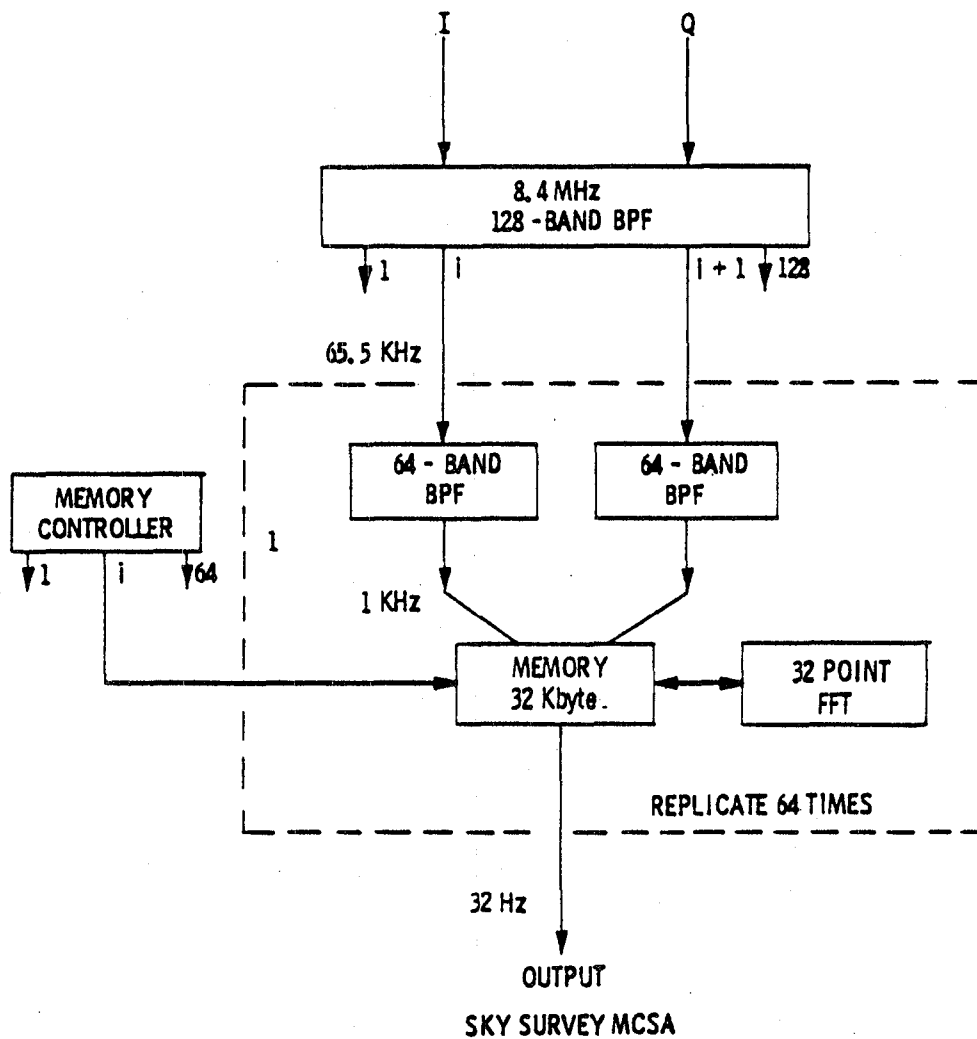 I
Q
8.4 MHz
128 - BAND BPF
1
i
i + 1
128
65.5 KHz
64 - BAND
BPF
64 - BAND
BPF
MEMORY
CONTROLLER
1
i
64
1
1 KHz
MEMORY
32 Kbyte.
32 POINT
FFT
REPLICATE 64 TIMES
32 Hz
OUTPUT
SKY SURVEY MCSA